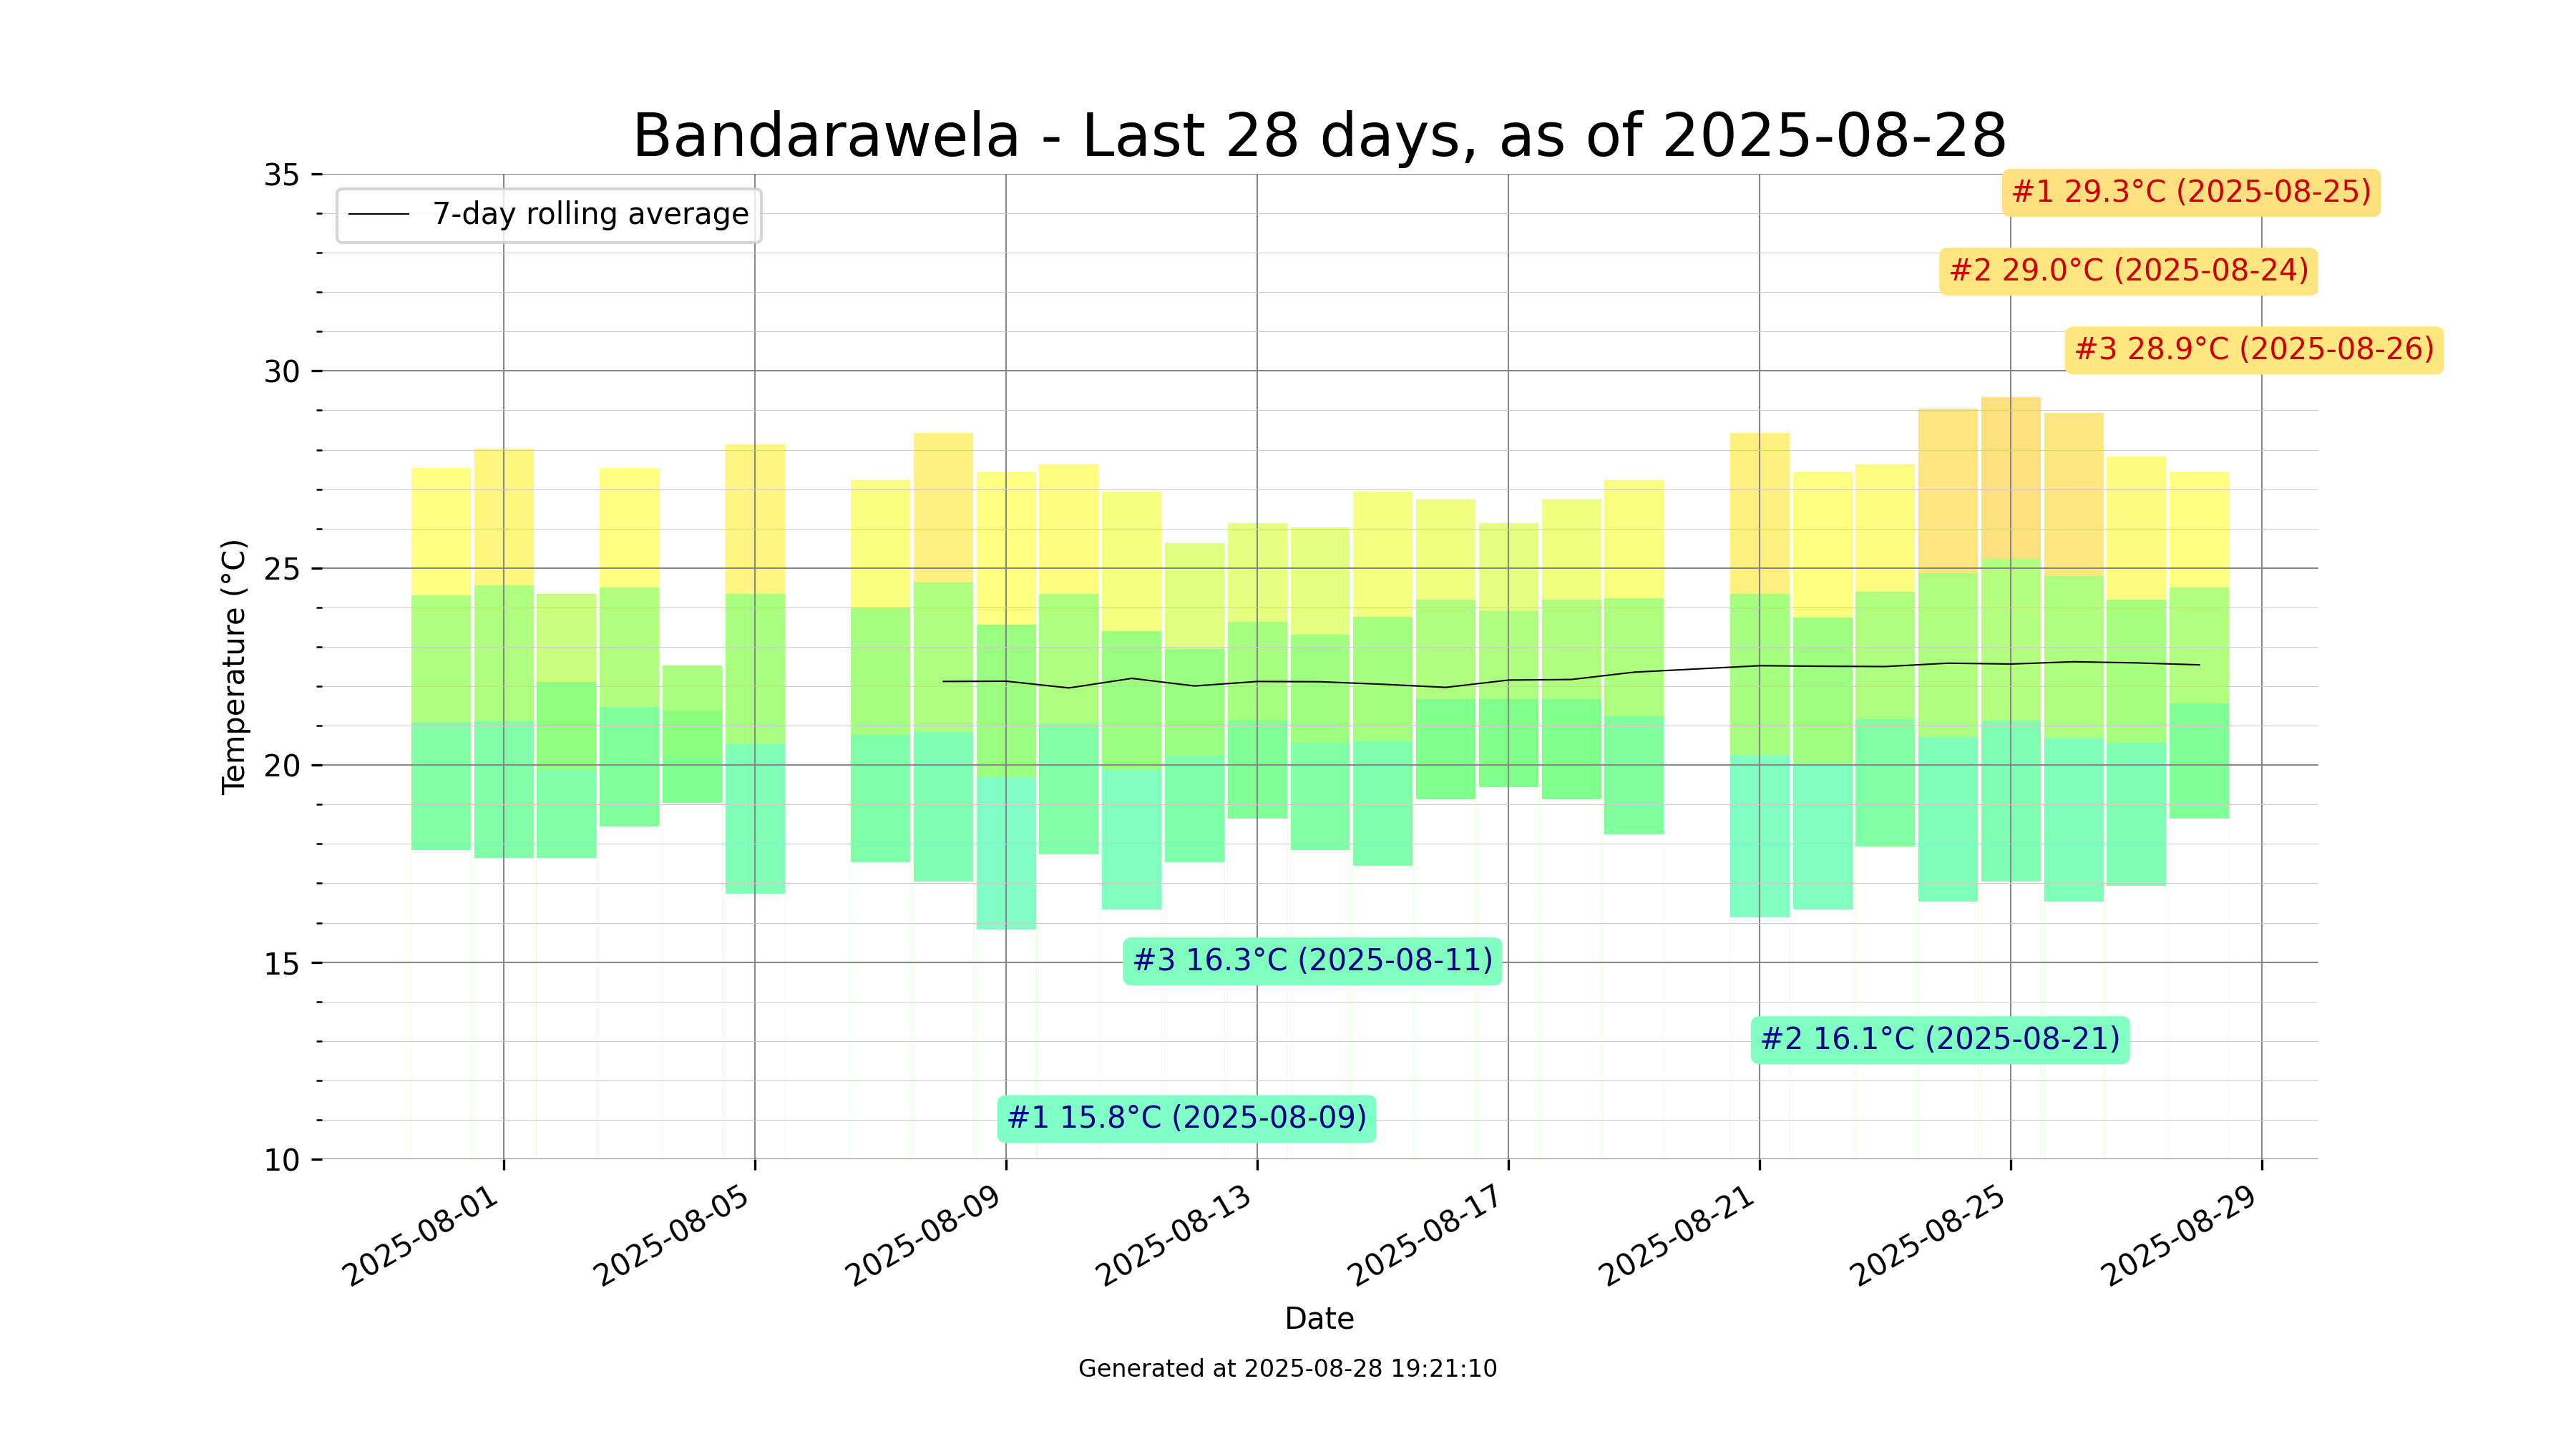 Bandarawela - Last 28 days, as of 2025-08-28
7-day rolling average
#1 29.3°C (2025-08-25)
#2 29.0°C (2025-08-24)
#3 28.9°C (2025-08-26)
Temperature (°C)
35
30
25
20
15
10
#3 16.3°C (2025-08-11)
#2 16.1°C (2025-08-21)
#1 15.8°C (2025-08-09)
2025-08-01
2025-08-05
2025-08-09
2025-08-13
2025-08-17
2025-08-21
2025-08-25
2025-08-29
Date
Generated at 2025-08-28 19:21:10